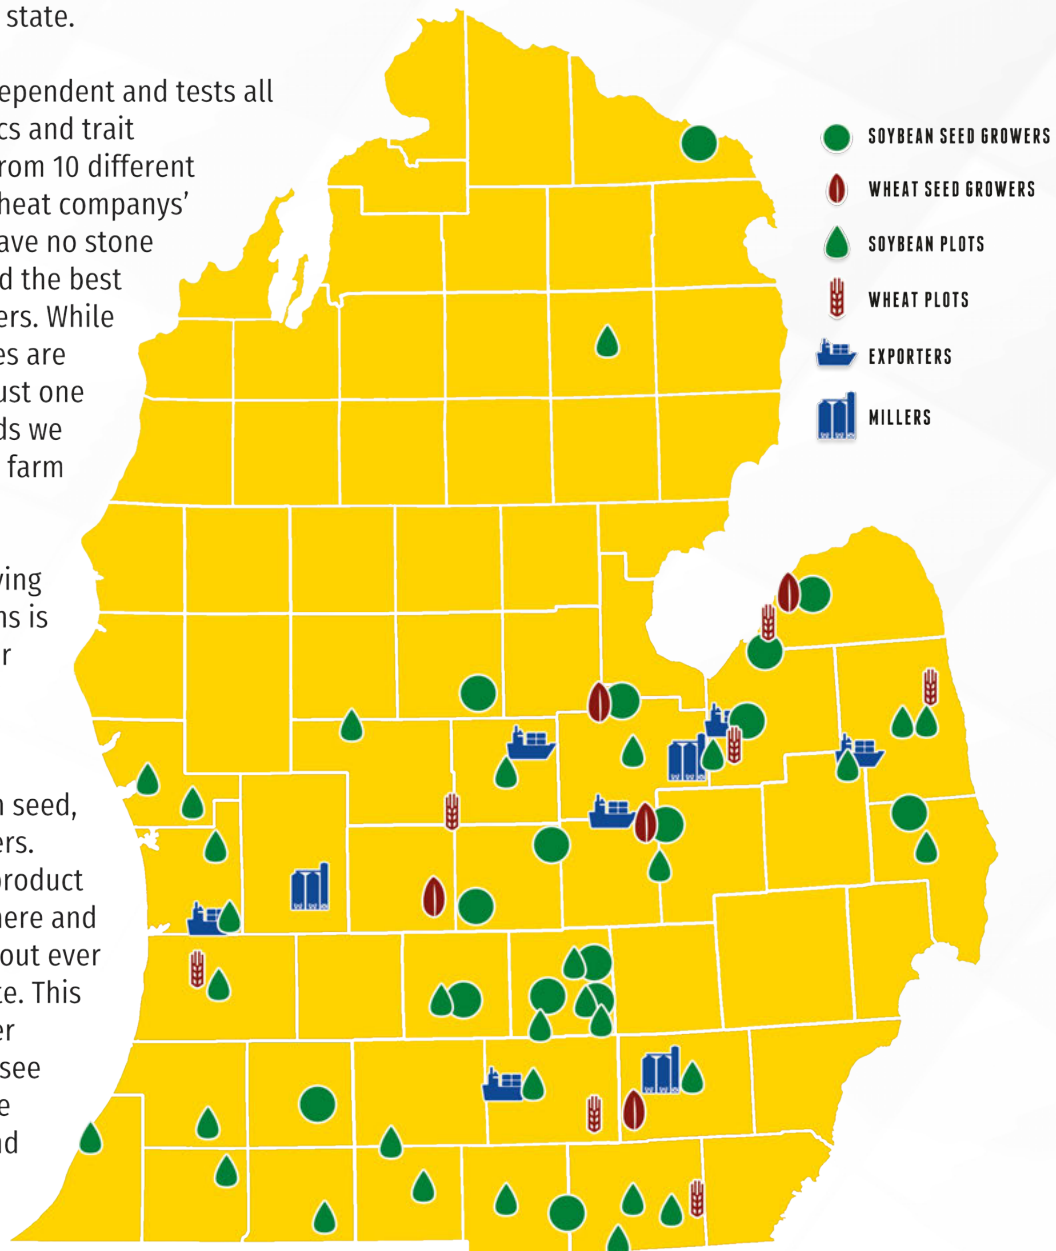 state.
ependent and tests all
cs and trait
rom 10 different
heat companys’
ave no stone
d the best
ers. While
es are
ust one
ds we
farm
ving
ns is
r
n seed,
ers.
product
here and
out ever
te. This
er
see
e
nd
SOYBEAN SEED GROWERS
WHEAT SEED GROWERS
SOYBEAN PLOTS
WHEAT PLOTS
EXPORTERS
MILLERS